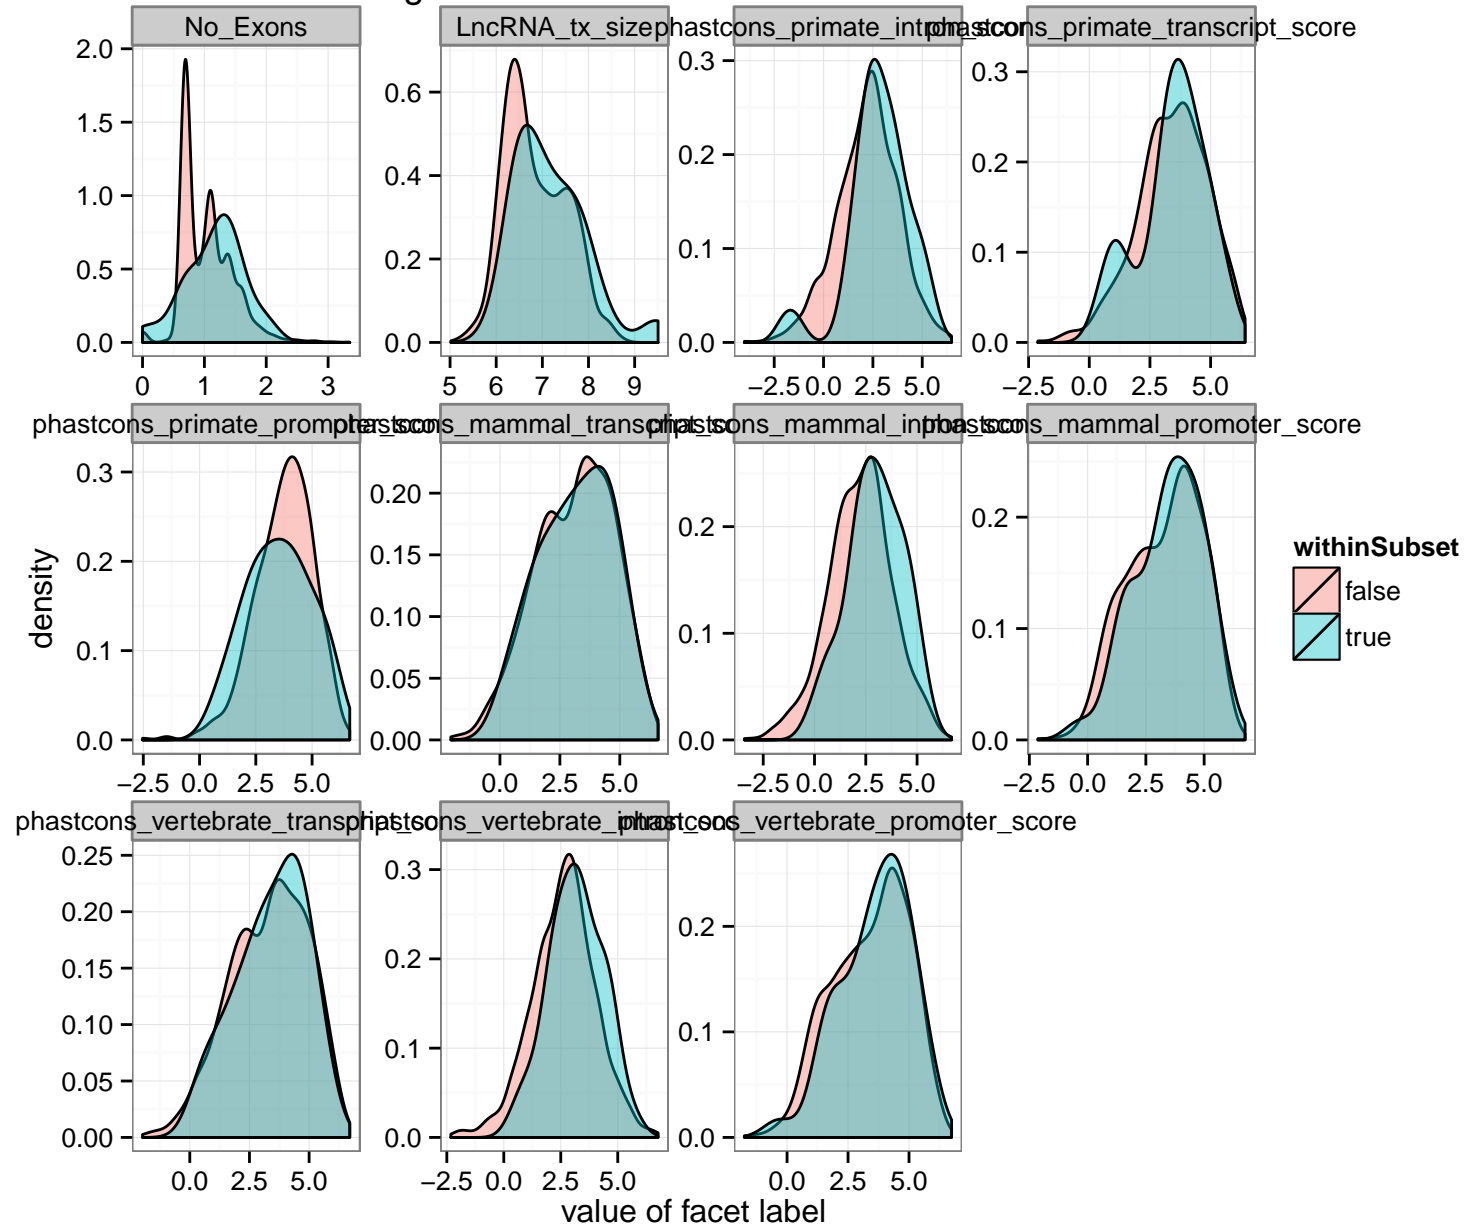 g
No_Exons
LncRNA_tx_size
phastcons_primate_intron_score
phastcons_primate_transcript_score
2.0
1.5
1.0
0.5
0.0
0.6
0.4
0.2
0.0
0.3
0.2
0.1
0.0
0.3
0.2
0.1
0.0
0 1 2 3
5 6 7 8 9
−2.5 0.0 2.5 5.0
−2.5 0.0 2.5 5.0
phastcons_primate_promoter_score
phastcons_mammal_transcript_score
phastcons_mammal_intron_score
phastcons_mammal_promoter_score
0.3
0.2
0.1
0.0
0.20
0.15
0.10
0.05
0.00
0.2
0.1
0.0
0.2
0.1
0.0
−2.5 0.0 2.5 5.0
0.0 2.5 5.0
−2.5 0.0 2.5 5.0
−2.5 0.0 2.5 5.0
density
withinSubset
false
true
phastcons_vertebrate_transcript_score
phastcons_vertebrate_intron_score
phastcons_vertebrate_promoter_score
0.25
0.20
0.15
0.10
0.05
0.00
0.3
0.2
0.1
0.0
0.2
0.1
0.0
0.0 2.5 5.0
−2.5 0.0 2.5 5.0
0.0 2.5 5.0
value of facet label